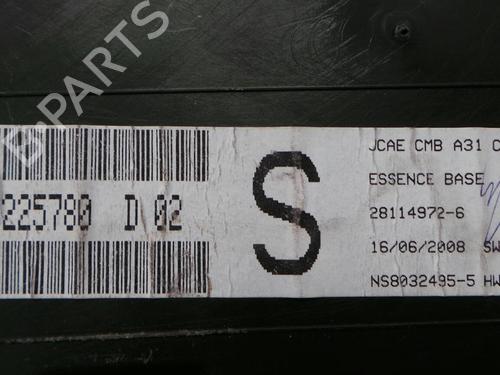 B-PARTS
225780 D 02
S
JCAE CMB A31 C
ESSENCE BASE
28114972-6
16/06/2008 SW
NS8032495-5 HW